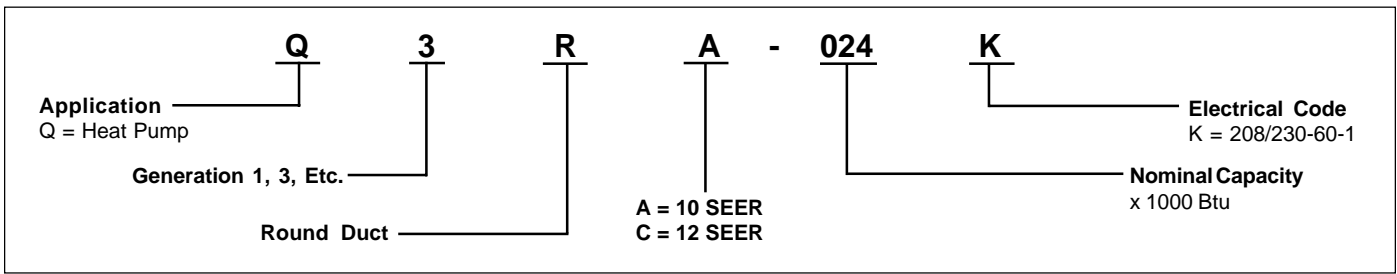 Q 3 R A - 024 K
Application
Q = Heat Pump
Electrical Code
K = 208/230-60-1
Generation 1, 3, Etc.
Nominal Capacity
x 1000 Btu
A = 10 SEER
C = 12 SEER
Round Duct